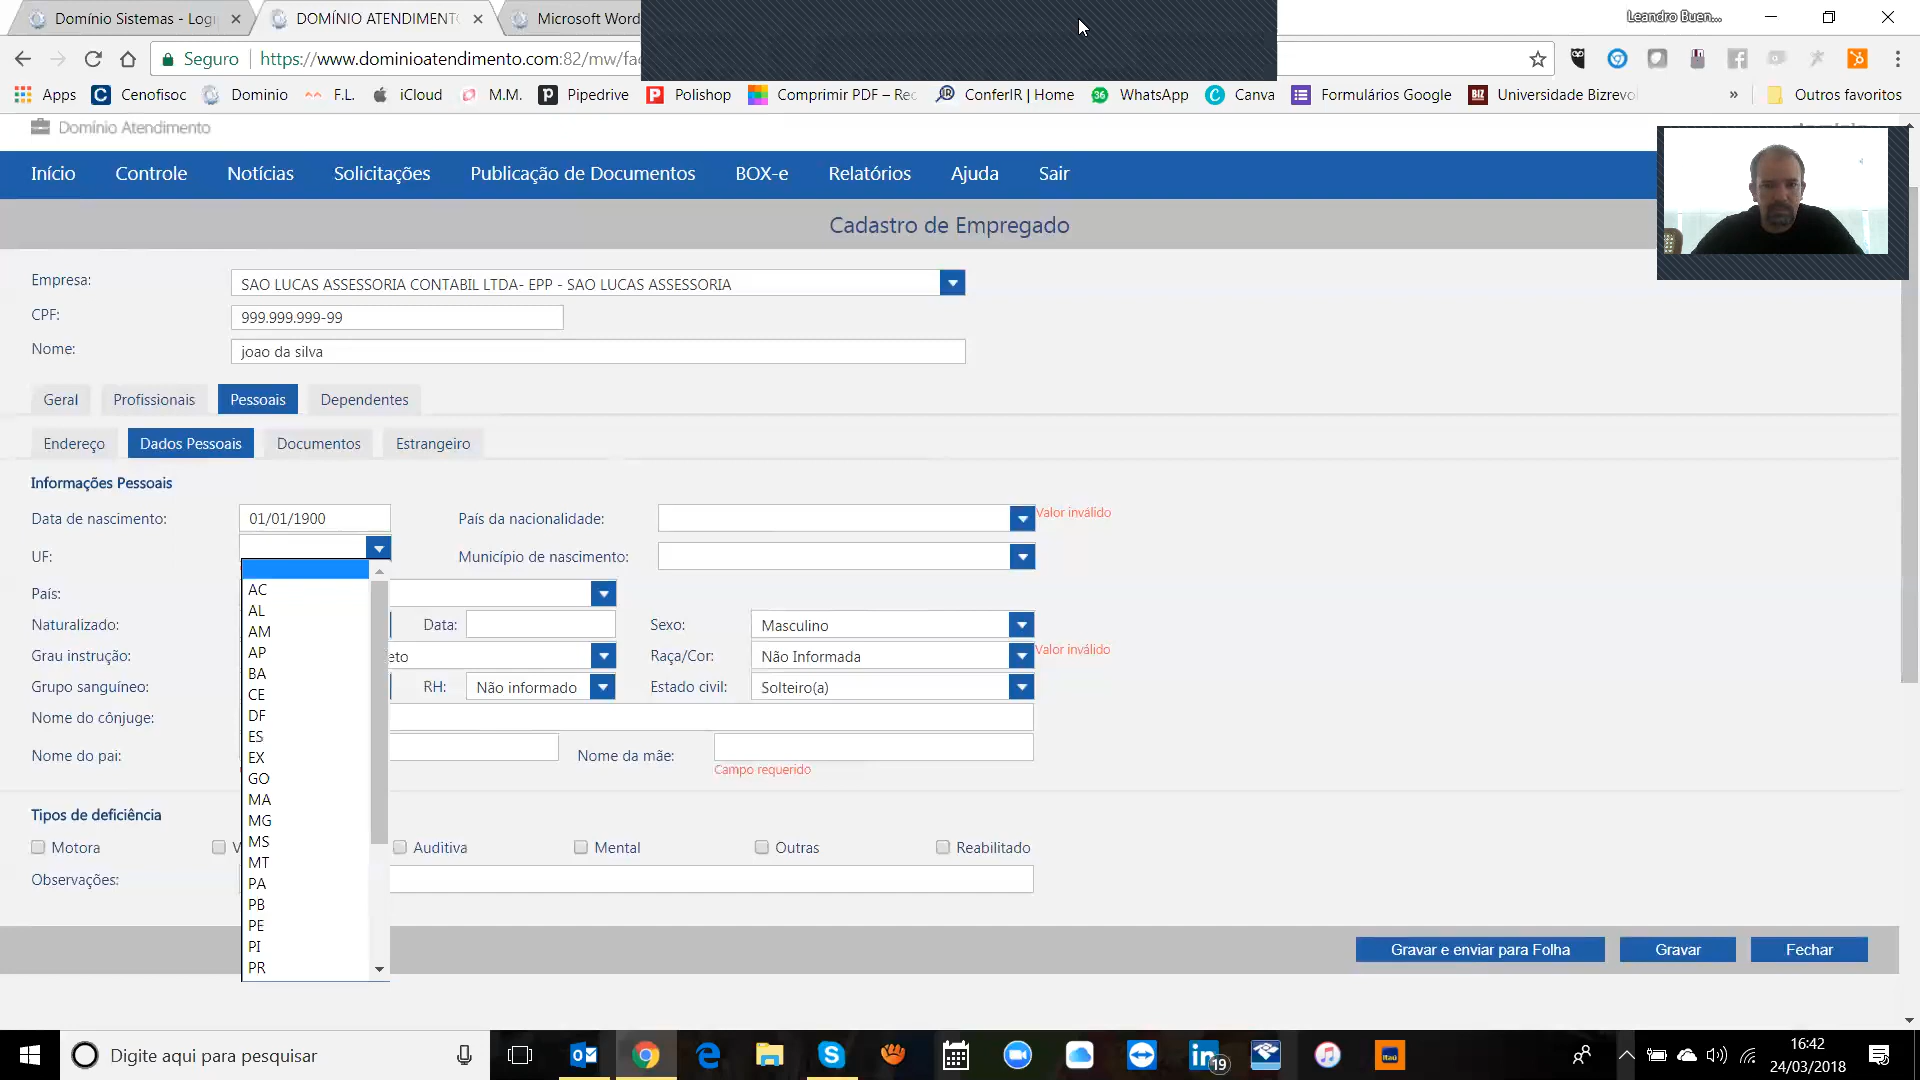 Domínio Sistemas - Logi
DOMÍNIO ATENDIMENTO
Microsoft Word
Leandro Buen...
Seguro
https://www.dominioatendimento.com:82/mw/fac
Apps
Cenofisoc
Dominio
F.L.
iCloud
M.M.
Pipedrive
Polishop
Comprimir PDF – Rec
ConferIR | Home
WhatsApp
Canva
Formulários Google
Universidade Bizrevol
»
Outros favoritos
Domínio Atendimento
Início
Controle
Notícias
Solicitações
Publicação de Documentos
BOX-e
Relatórios
Ajuda
Sair
Cadastro de Empregado
Empresa:
SAO LUCAS ASSESSORIA CONTABIL LTDA- EPP - SAO LUCAS ASSESSORIA
CPF:
999.999.999-99
Nome:
joao da silva
Geral
Profissionais
Pessoais
Dependentes
Endereço
Dados Pessoais
Documentos
Estrangeiro
Informações Pessoais
Data de nascimento:
01/01/1900
País da nacionalidade:
Valor inválido
UF:
Município de nascimento:
País:
Naturalizado:
Data:
Sexo:
Masculino
Grau instrução:
eto
Raça/Cor:
Não Informada
Valor inválido
Grupo sanguíneo:
RH:
Não informado
Estado civil:
Solteiro(a)
Nome do cônjuge:
Nome do pai:
Nome da mãe:
Campo requerido
AC
AL
AM
AP
BA
CE
DF
ES
EX
GO
MA
MG
MS
MT
PA
PB
PE
PI
PR
Tipos de deficiência
Motora
V
Auditiva
Mental
Outras
Reabilitado
Observações:
Gravar e enviar para Folha
Gravar
Fechar
Digite aqui para pesquisar
19
Itaú
16:42
24/03/2018